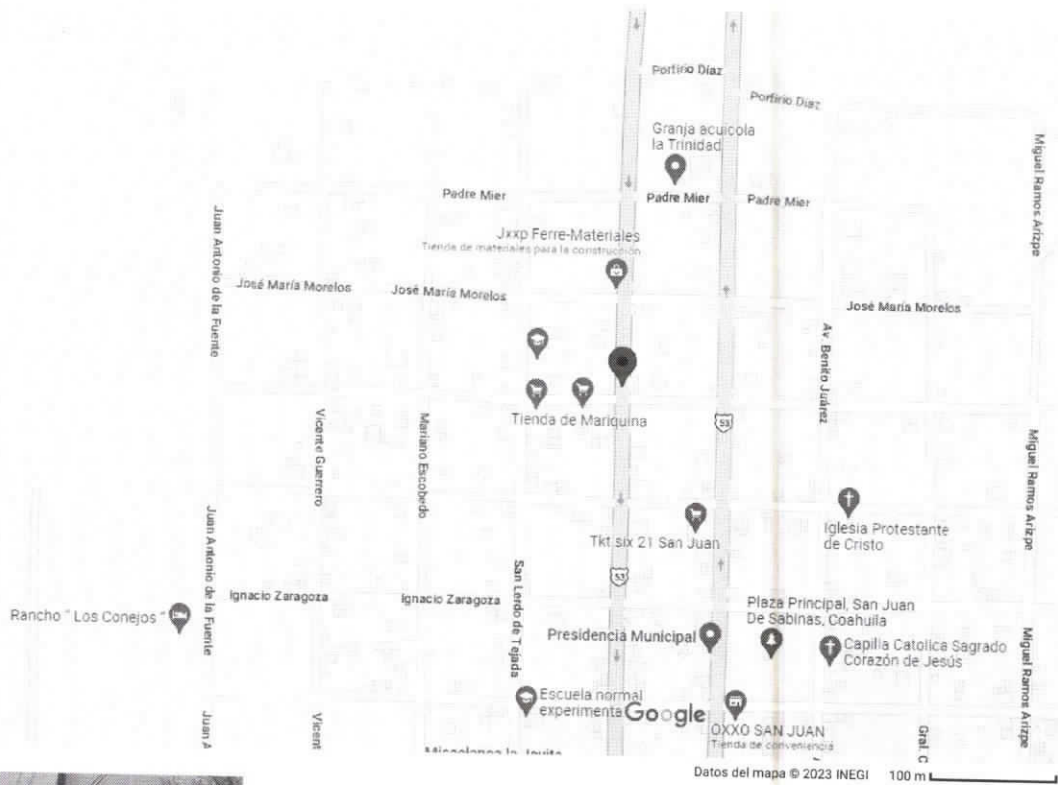 Porfirio Díaz
Porfirio Díaz
Granja acuícola
la Trinidad
Miguel Ramos Arizpe
Padre Mier
Padre Mier
Padre Mier
Juan Antonio de la Fuente
Jxxp Ferre-Materiales
Tienda de materiales para la construcción
José María Morelos
José María Morelos
José María Morelos
Av. Benito Juárez
Tienda de Mariquina
53
Vicente Guerrero
Mariano Escobedo
Miguel Ramos Arizpe
Iglesia Protestante
de Cristo
Tkt six 21 San Juan
Juan Antonio de la Fuente
San Lerdo de Tejada
53
Ignacio Zaragoza
Ignacio Zaragoza
Rancho " Los Conejos "
Plaza Principal, San Juan
De Sabinas, Coahuila
Presidencia Municipal
Capilla Catolica Sagrado
Corazón de Jesús
Miguel Ramos Arizpe
Escuela normal
experimental
Google
OXXO SAN JUAN
Tienda de conveniencia
Juan A
Vicent
Gral. C
Datos del mapa © 2023 INEGI 100 m